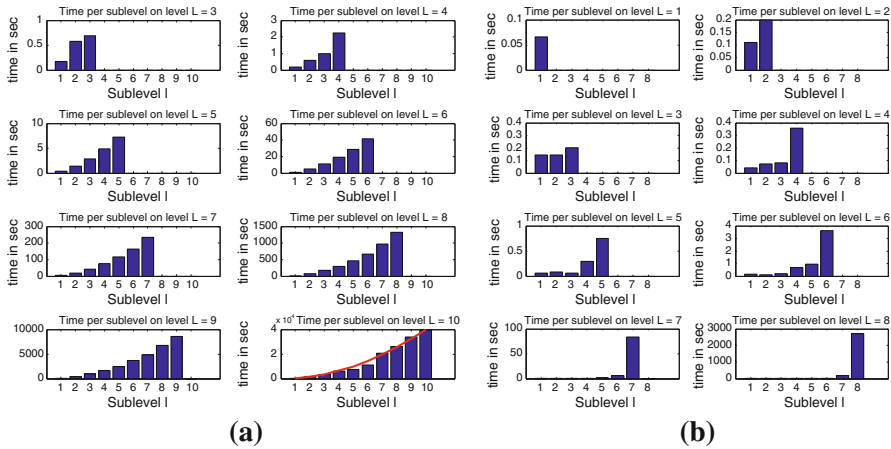 Time per sublevel on level L = 3
time in sec
1
0.5
0
1 2 3 4 5 6 7 8 9 10
Sublevel l
Time per sublevel on level L = 4
time in sec
3
2
1
0
1 2 3 4 5 6 7 8 9 10
Sublevel l
Time per sublevel on level L = 5
time in sec
10
5
0
1 2 3 4 5 6 7 8 9 10
Sublevel l
Time per sublevel on level L = 6
time in sec
60
40
20
0
1 2 3 4 5 6 7 8 9 10
Sublevel l
Time per sublevel on level L = 7
time in sec
300
200
100
0
1 2 3 4 5 6 7 8 9 10
Sublevel l
Time per sublevel on level L = 8
time in sec
1500
1000
500
0
1 2 3 4 5 6 7 8 9 10
Sublevel l
Time per sublevel on level L = 9
time in sec
10000
5000
0
1 2 3 4 5 6 7 8 9 10
Sublevel l
x 10⁴
Time per sublevel on level L = 10
time in sec
4
2
0
1 2 3 4 5 6 7 8 9 10
Sublevel l
(a)
Time per sublevel on level L = 1
time in sec
0.1
0.05
0
1 2 3 4 5 6 7 8
Sublevel l
Time per sublevel on level L = 2
time in sec
0.2
0.15
0.1
0.05
0
1 2 3 4 5 6 7 8
Sublevel l
Time per sublevel on level L = 3
time in sec
0.4
0.3
0.2
0.1
0
1 2 3 4 5 6 7 8
Sublevel l
Time per sublevel on level L = 4
time in sec
0.4
0.3
0.2
0.1
0
1 2 3 4 5 6 7 8
Sublevel l
Time per sublevel on level L = 5
time in sec
1
0.5
0
1 2 3 4 5 6 7 8
Sublevel l
Time per sublevel on level L = 6
time in sec
4
3
2
1
0
1 2 3 4 5 6 7 8
Sublevel l
Time per sublevel on level L = 7
time in sec
100
50
0
1 2 3 4 5 6 7 8
Sublevel l
Time per sublevel on level L = 8
time in sec
3000
2000
1000
0
1 2 3 4 5 6 7 8
Sublevel l
(b)